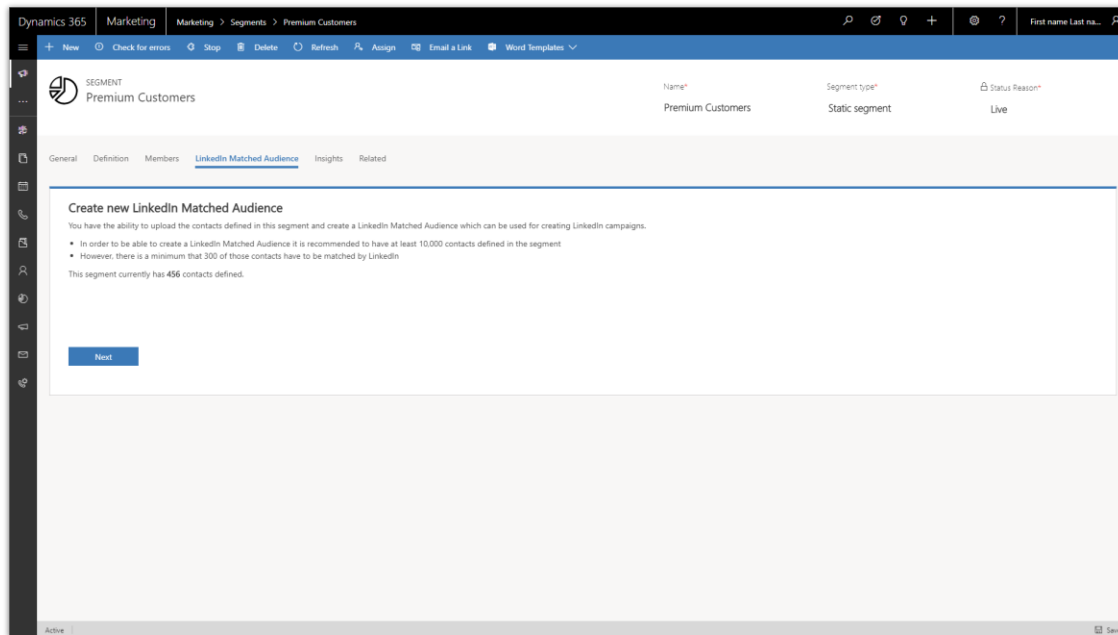 Dynamics 365 Marketing Marketing > Segments > Premium Customers First name Last na...
New Check for errors Stop Delete Refresh Assign Email a Link Word Templates
SEGMENT
Premium Customers
Name*
Premium Customers
Segment type*
Static segment
Status Reason*
Live
General Definition Members LinkedIn Matched Audience Insights Related
Create new LinkedIn Matched Audience
You have the ability to upload the contacts defined in this segment and create a LinkedIn Matched Audience which can be used for creating LinkedIn campaigns.
• In order to be able to create a LinkedIn Matched Audience it is recommended to have at least 10.000 contacts defined in the segment
• However, there is a minimum that 300 of those contacts have to be matched by LinkedIn
This segment currently has 456 contacts defined.
Next
Active Sav